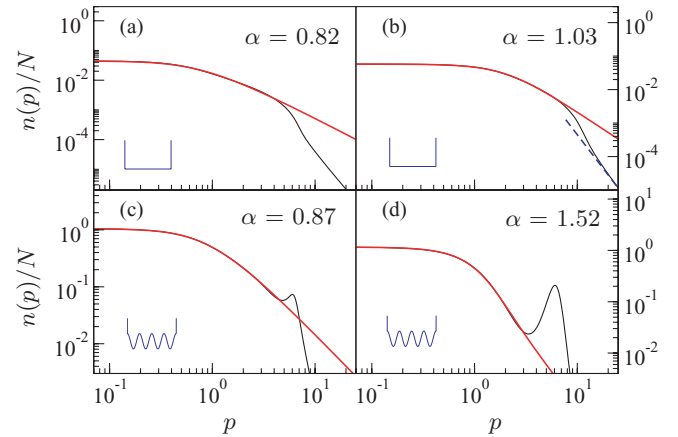 (a)
α = 0.82
(b)
α = 1.03
n(p)/N
10^0
10^-2
10^-4
10^0
10^-2
10^-4
n(p)/N
(c)
α = 0.87
(d)
α = 1.52
n(p)/N
10^0
10^-1
10^-2
10^1
10^0
10^-1
10^-2
n(p)/N
10^-1
10^0
10^1
10^-1
10^0
10^1
p
p